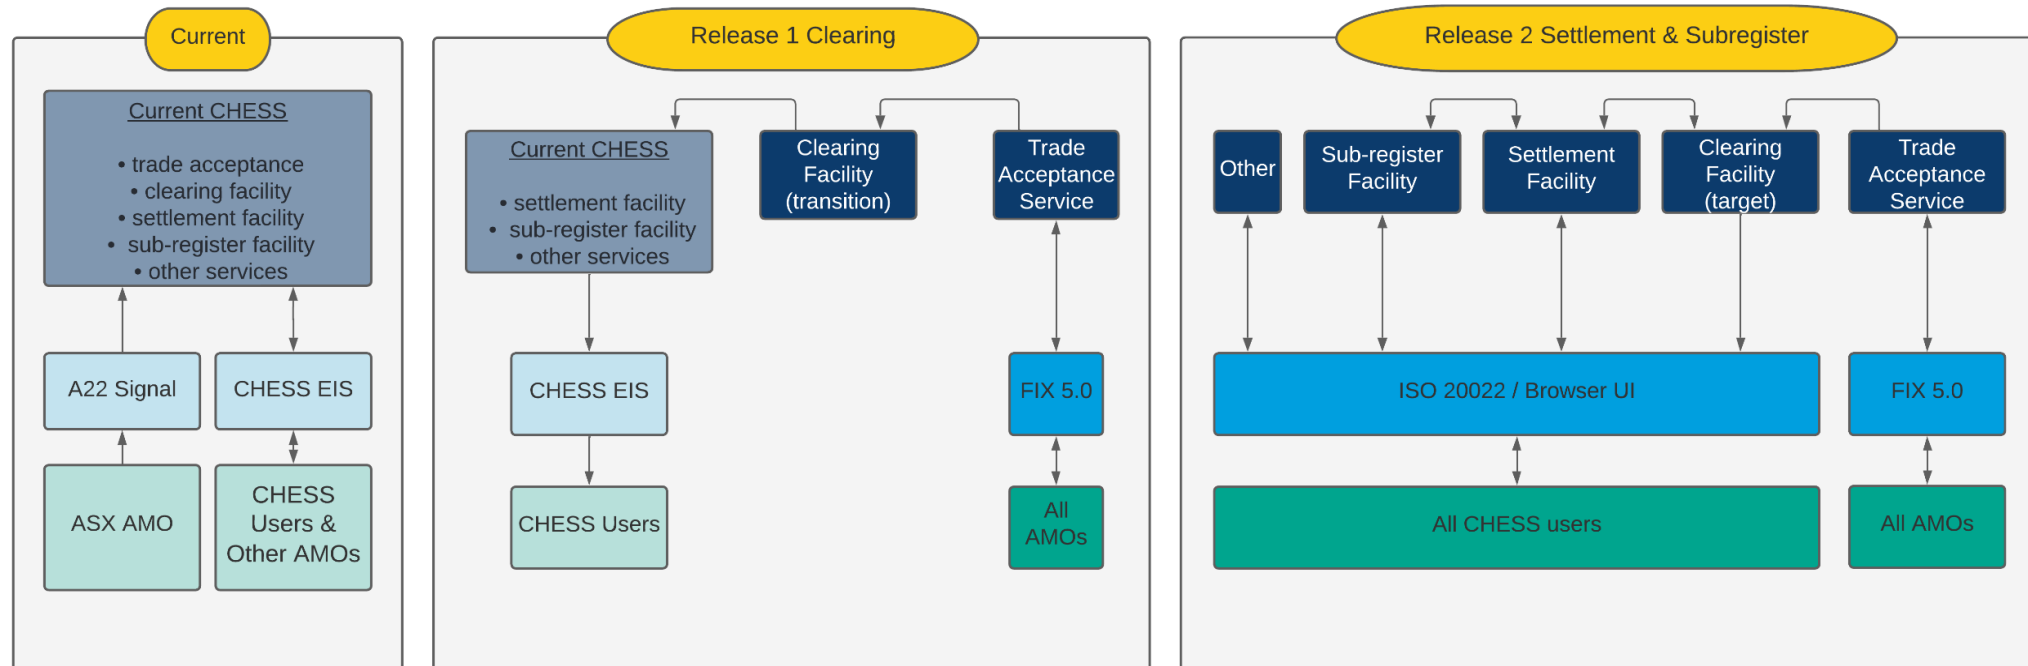 Current
Current CHESS
• trade acceptance
• clearing facility
• settlement facility
• sub-register facility
• other services
A22 Signal
CHESS EIS
ASX AMO
CHESS
Users &
Other AMOs
Release 1 Clearing
Current CHESS
• settlement facility
• sub-register facility
• other services
Clearing
Facility
(transition)
Trade
Acceptance
Service
CHESS EIS
FIX 5.0
CHESS Users
All
AMOs
Release 2 Settlement & Subregister
Other
Sub-register
Facility
Settlement
Facility
Clearing
Facility
(target)
Trade
Acceptance
Service
ISO 20022 / Browser UI
FIX 5.0
All CHESS users
All AMOs